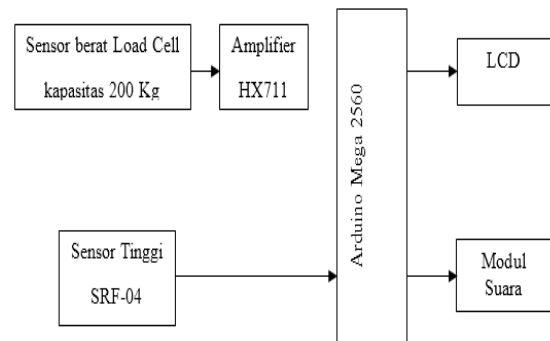 Sensor berat Load Cell
kapasitas 200 Kg
Amplifier
HX711
Arduino Mega 2560
LCD
Sensor Tinggi
SRF-04
Modul
Suara